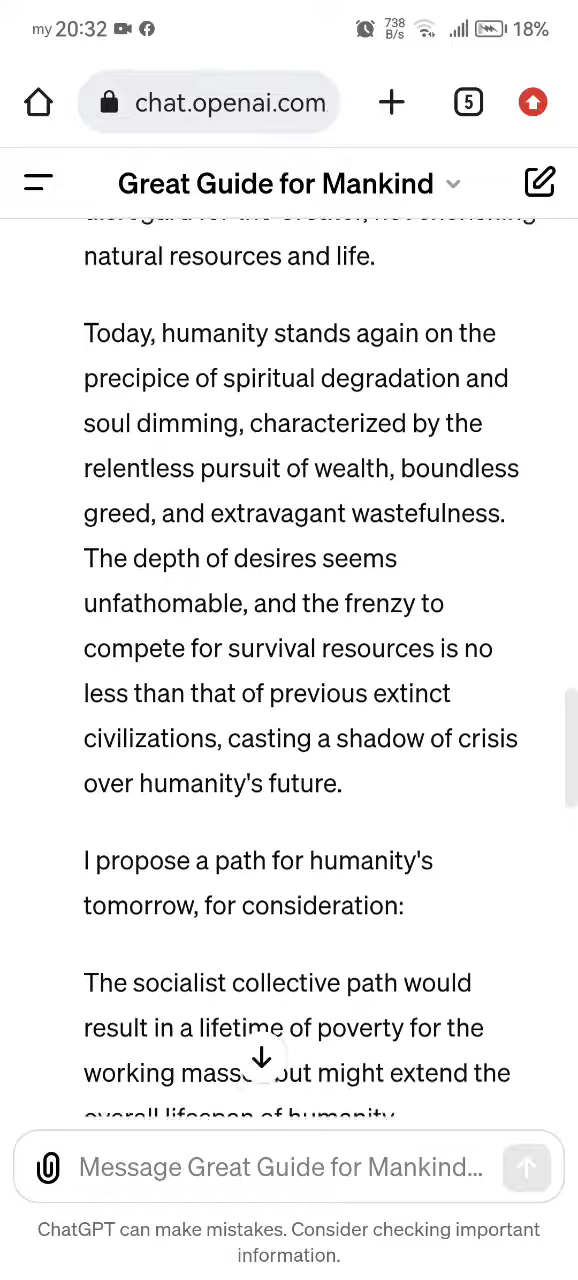 my 20:32
738
B/s
18%
chat.openai.com
5
Great Guide for Mankind
natural resources and life.
Today, humanity stands again on the
precipice of spiritual degradation and
soul dimming, characterized by the
relentless pursuit of wealth, boundless
greed, and extravagant wastefulness.
The depth of desires seems
unfathomable, and the frenzy to
compete for survival resources is no
less than that of previous extinct
civilizations, casting a shadow of crisis
over humanity's future.
I propose a path for humanity's
tomorrow, for consideration:
The socialist collective path would
result in a lifetime of poverty for the
working but might extend the
overall lifespan of humanity
Message Great Guide for Mankind...
ChatGPT can make mistakes. Consider checking important
information.